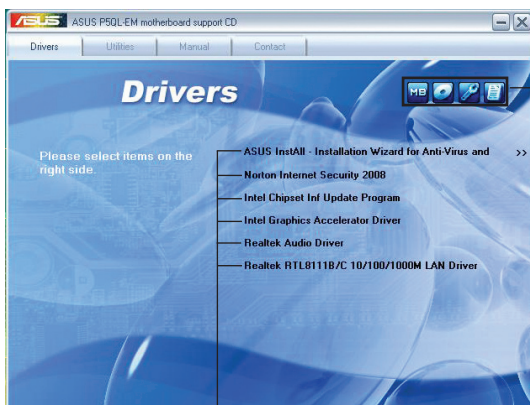 ASUS ASUS P5QL-EM motherboard support CD
Drivers Utilities Manual Contact
Drivers
MB
Please select items on the
right side.
ASUS InstAll - Installation Wizard for Anti-Virus and >>
Norton Internet Security 2008
Intel Chipset Inf Update Program
Intel Graphics Accelerator Driver
Realtek Audio Driver
Realtek RTL8111B/C 10/100/1000M LAN Driver